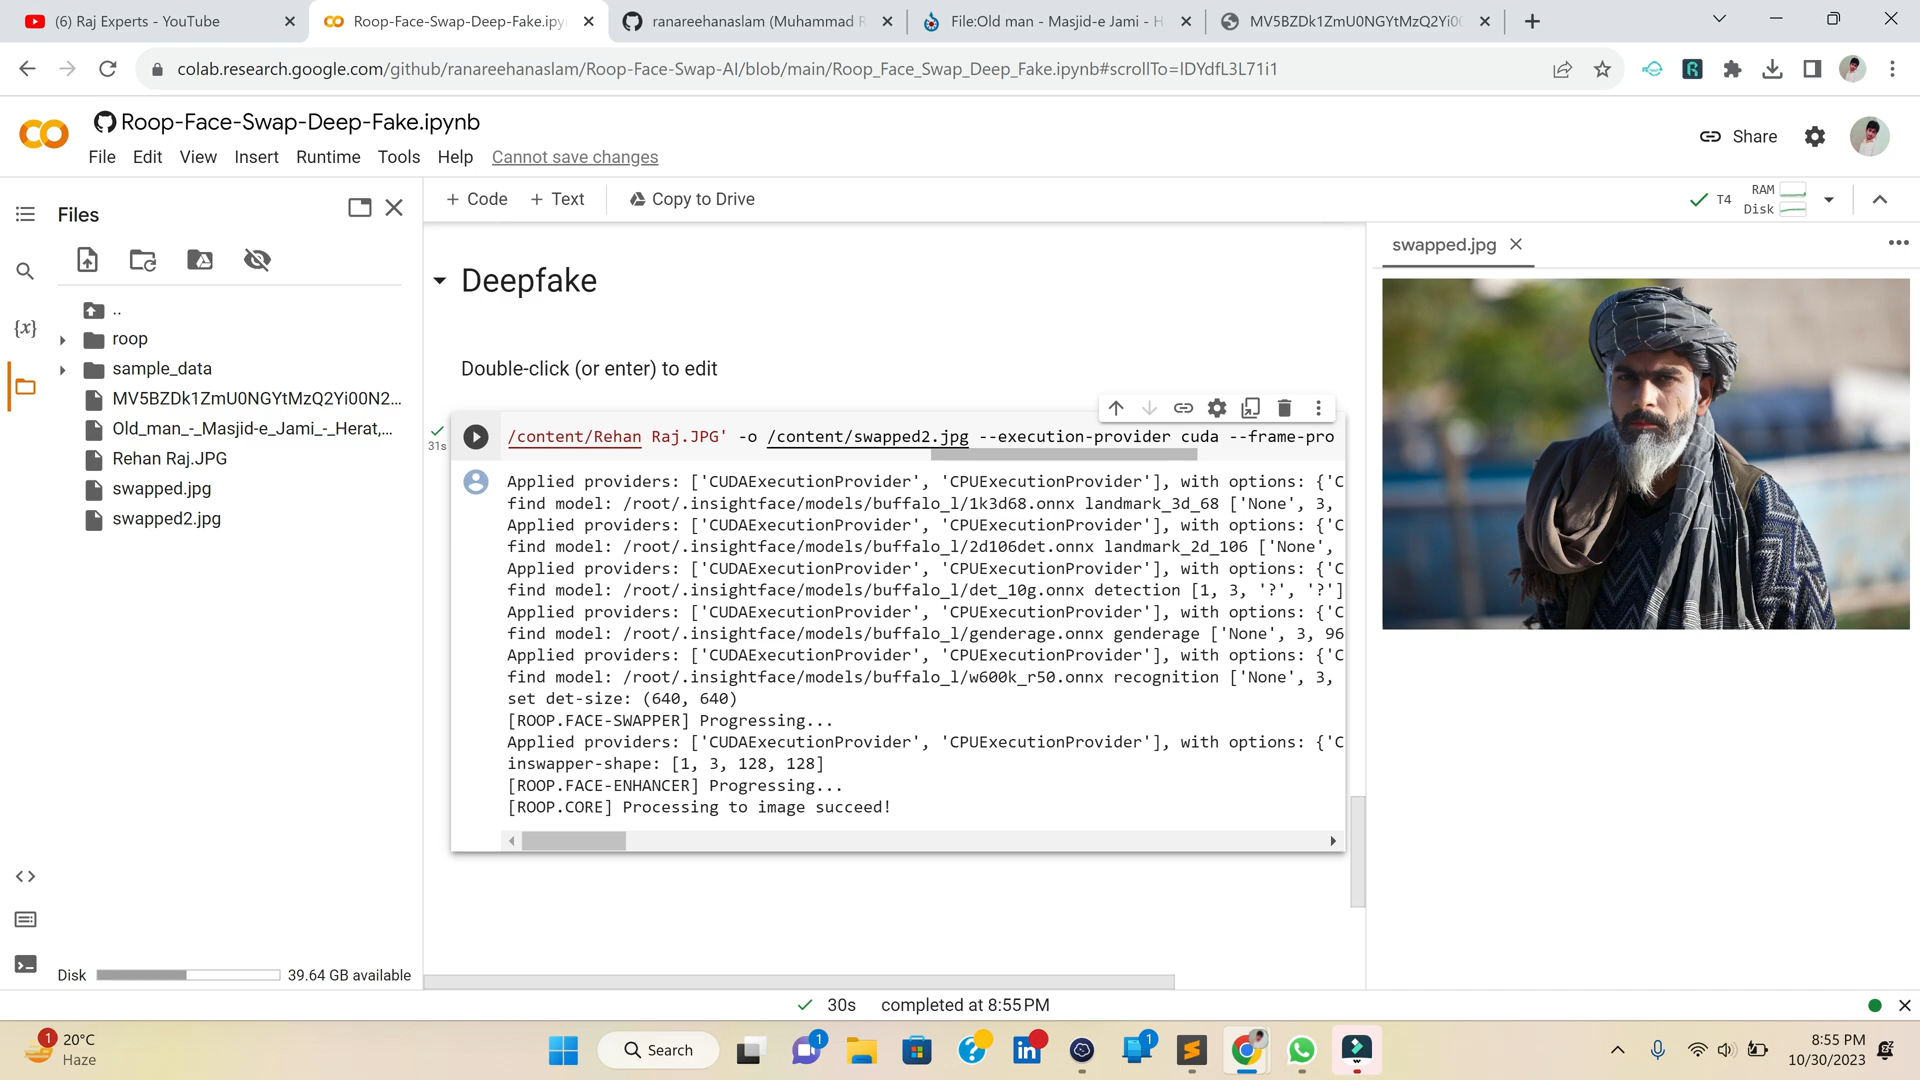 (6) Raj Experts - YouTube
Roop-Face-Swap-Deep-Fake.ipy
ranareehanaslam (Muhammad R
File:Old man - Masjid-e Jami - H
MV5BZDk1ZmU0NGYtMzQ2Yi00
colab.research.google.com/github/ranareehanaslam/Roop-Face-Swap-AI/blob/main/Roop_Face_Swap_Deep_Fake.ipynb#scrollTo=lDYdfL3L71i1
CO
Roop-Face-Swap-Deep-Fake.ipynb
Share
File Edit View Insert Runtime Tools Help Cannot save changes
Files
+ Code + Text Copy to Drive
T4 RAM
Disk
swapped.jpg
Deepfake
..
{x}
roop
sample_data
MV5BZDk1ZmU0NGYtMzQ2Yi00N2...
Old_man_-_Masjid-e_Jami_-_Herat,...
Rehan Raj.JPG
swapped.jpg
swapped2.jpg
Double-click (or enter) to edit
31s
/content/Rehan Raj.JPG' -o /content/swapped2.jpg --execution-provider cuda --frame-pro
Applied providers: ['CUDAExecutionProvider', 'CPUExecutionProvider'], with options: {'C
find model: /root/.insightface/models/buffalo_l/1k3d68.onnx landmark_3d_68 ['None', 3,
Applied providers: ['CUDAExecutionProvider', 'CPUExecutionProvider'], with options: {'C
find model: /root/.insightface/models/buffalo_l/2d106det.onnx landmark_2d_106 ['None',
Applied providers: ['CUDAExecutionProvider', 'CPUExecutionProvider'], with options: {'C
find model: /root/.insightface/models/buffalo_l/det_10g.onnx detection [1, 3, '?', '?']
Applied providers: ['CUDAExecutionProvider', 'CPUExecutionProvider'], with options: {'C
find model: /root/.insightface/models/buffalo_l/genderage.onnx genderage ['None', 3, 96
Applied providers: ['CUDAExecutionProvider', 'CPUExecutionProvider'], with options: {'C
find model: /root/.insightface/models/buffalo_l/w600k_r50.onnx recognition ['None', 3,
set det-size: (640, 640)
[ROOP.FACE-SWAPPER] Progressing...
Applied providers: ['CUDAExecutionProvider', 'CPUExecutionProvider'], with options: {'C
inswapper-shape: [1, 3, 128, 128]
[ROOP.FACE-ENHANCER] Progressing...
[ROOP.CORE] Processing to image succeed!
Disk 39.64 GB available
30s completed at 8:55 PM
1
20°C
Haze
Search
1
1
8:55 PM
10/30/2023